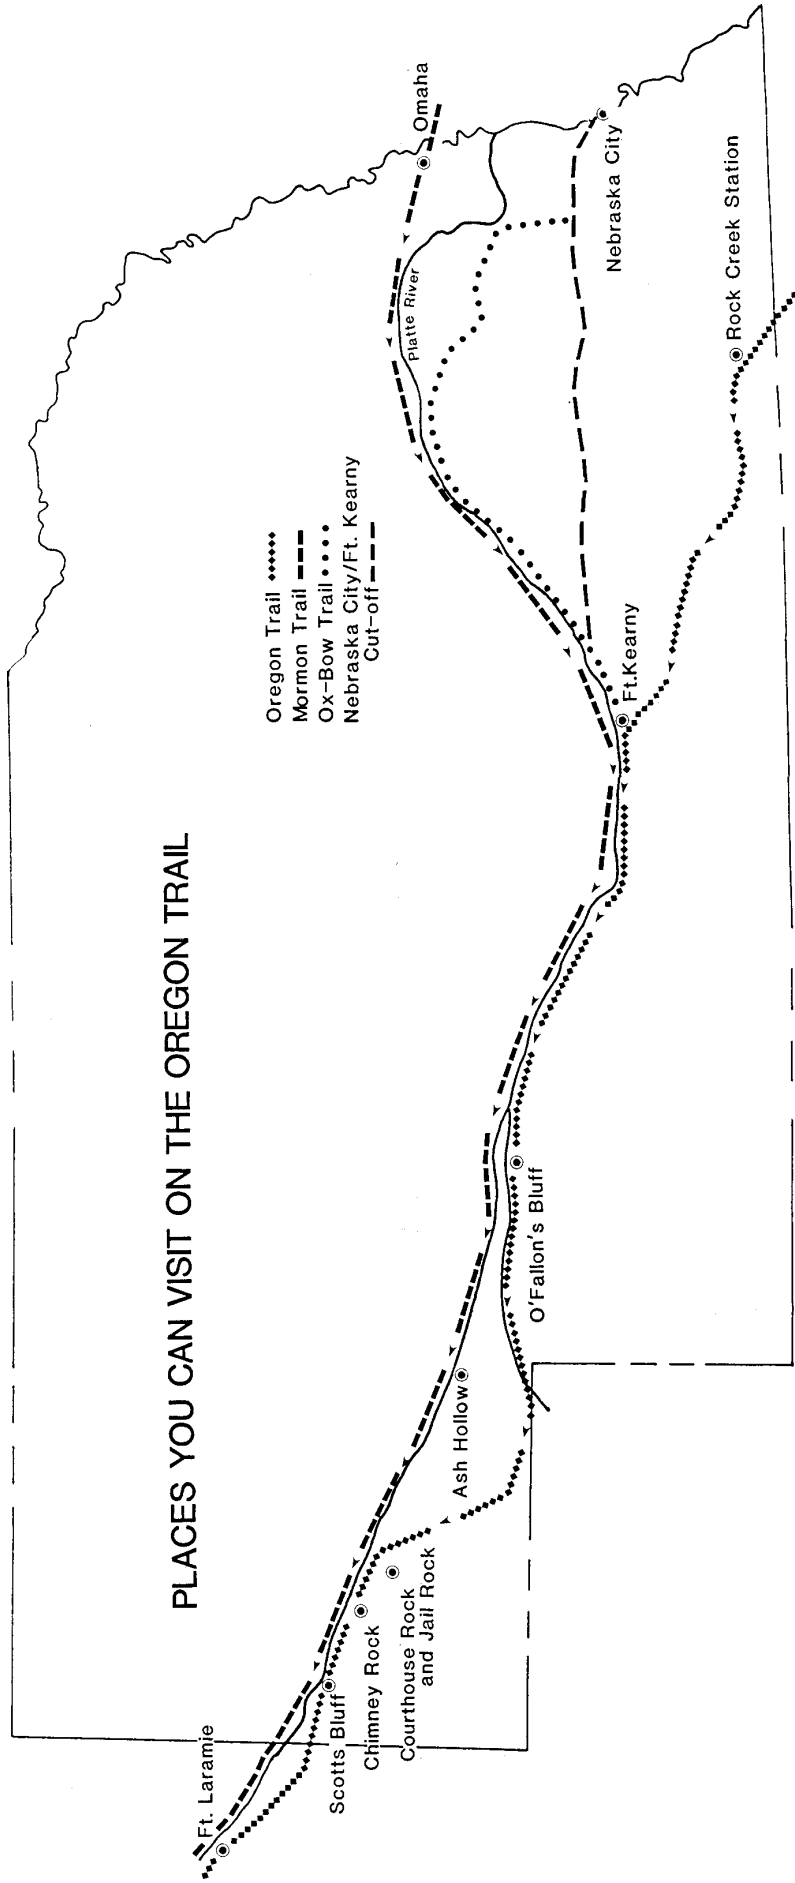 PLACES YOU CAN VISIT ON THE OREGON TRAIL
Oregon Trail
Mormon Trail
Ox-Bow Trail
Nebraska City/Ft. Kearny
Cut-off
Ft. Laramie
Scotts Bluff
Chimney Rock
Courthouse Rock
and Jail Rock
Ash Hollow
O'Fallon's Bluff
Ft.Kearny
Platte River
Omaha
Nebraska City
Rock Creek Station